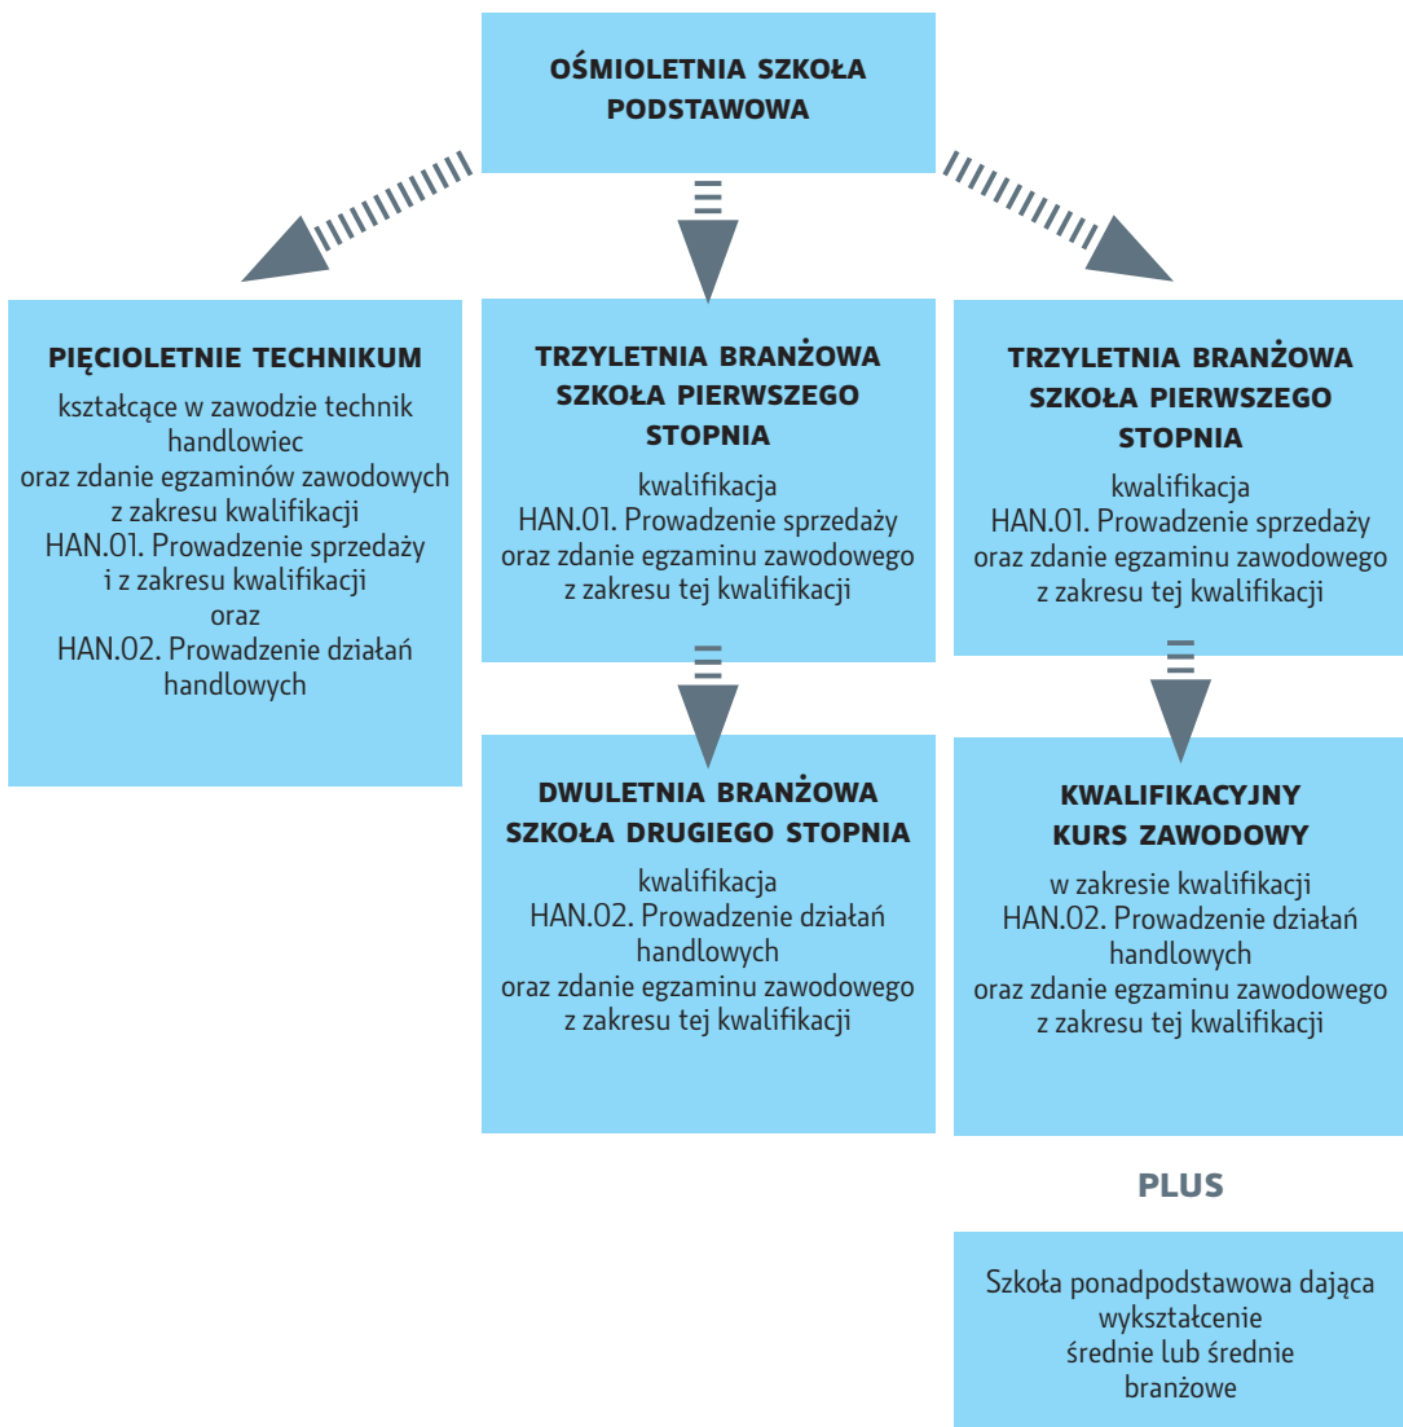 OŚMIOLETNIA SZKOŁA
PODSTAWOWA
PIĘCIOLETNIE TECHNIKUM
kształcące w zawodzie technik
handlowiec
oraz zdanie egzaminów zawodowych
z zakresu kwalifikacji
HAN.01. Prowadzenie sprzedaży
i z zakresu kwalifikacji
oraz
HAN.02. Prowadzenie działań
handlowych
TRZYLETNIA BRANŻOWA
SZKOŁA PIERWSZEGO
STOPNIA
kwalifikacja
HAN.01. Prowadzenie sprzedaży
oraz zdanie egzaminu zawodowego
z zakresu tej kwalifikacji
DWULETNIA BRANŻOWA
SZKOŁA DRUGIEGO STOPNIA
kwalifikacja
HAN.02. Prowadzenie działań
handlowych
oraz zdanie egzaminu zawodowego
z zakresu tej kwalifikacji
TRZYLETNIA BRANŻOWA
SZKOŁA PIERWSZEGO
STOPNIA
kwalifikacja
HAN.01. Prowadzenie sprzedaży
oraz zdanie egzaminu zawodowego
z zakresu tej kwalifikacji
KWALIFIKACYJNY
KURS ZAWODOWY
w zakresie kwalifikacji
HAN.02. Prowadzenie działań
handlowych
oraz zdanie egzaminu zawodowego
z zakresu tej kwalifikacji
PLUS
Szkoła ponadpodstawowa dająca
wykształcenie
średnie lub średnie
branżowe